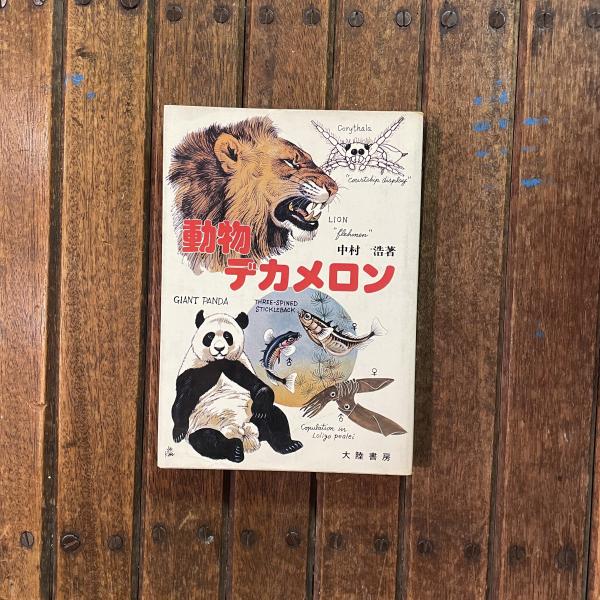 Corythala
"courtship display"
LION
"flehmen"
動物
デカメロン
中村 浩著
GIANT PANDA
THREE-SPINED
STICKLEBACK
♀
♂
♀
♂
Copulation in
Loligo pealei
大陸書房